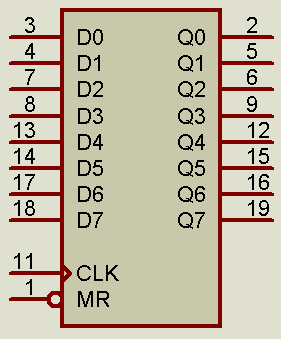 3 D0 Q0 2
4 D1 Q1 5
7 D2 Q2 6
8 D3 Q3 9
13 D4 Q4 12
14 D5 Q5 15
17 D6 Q6 16
18 D7 Q7 19
11 CLK
1 MR